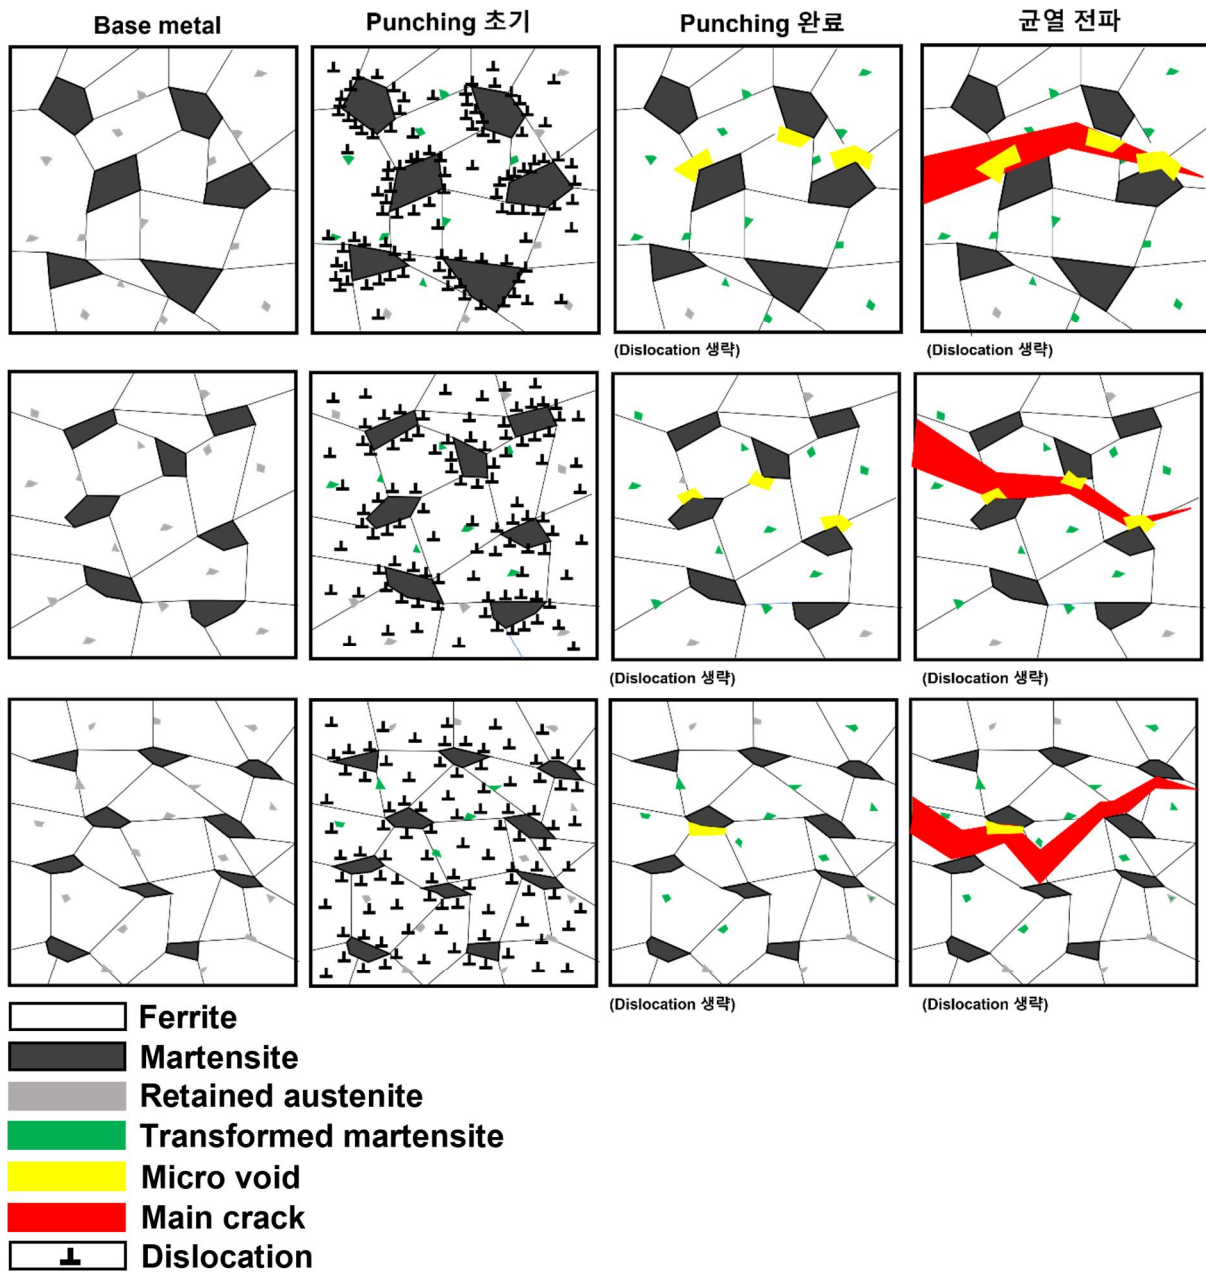 Base metal
Punching 초기
Punching 완료
균열 전파
(Dislocation 생략)
(Dislocation 생략)
(Dislocation 생략)
(Dislocation 생략)
(Dislocation 생략)
(Dislocation 생략)
Ferrite
Martensite
Retained austenite
Transformed martensite
Micro void
Main crack
Dislocation